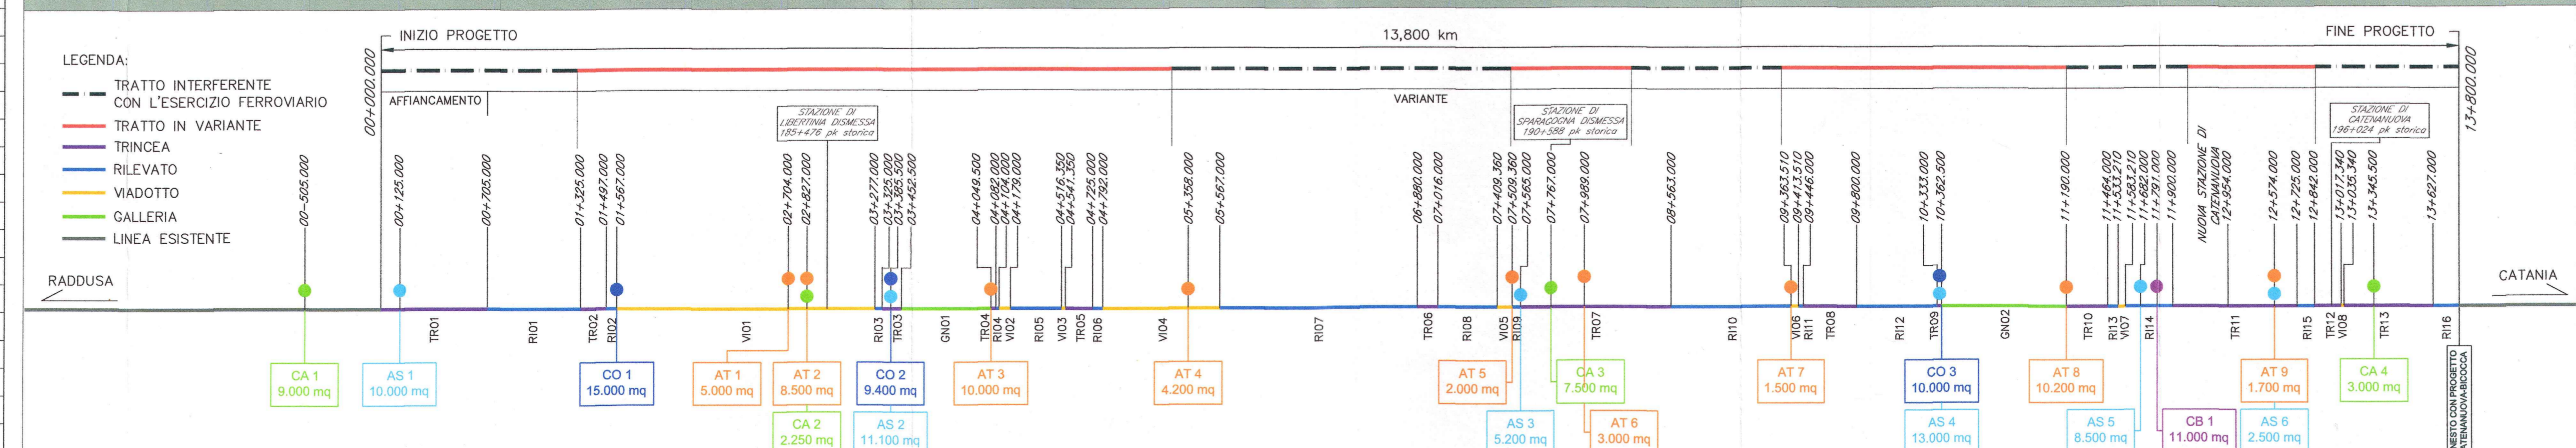 INIZIO PROGETTO
13,800 km
FINE PROGETTO
LEGENDA:
TRATTO INTERFERENTE
CON L'ESERCIZIO FERROVIARIO
TRATTO IN VARIANTE
TRINCEA
RILEVATO
VIADOTTO
GALLERIA
LINEA ESISTENTE
00+000.000
13+800.000
AFFIANCAMENTO
VARIANTE
STAZIONE DI
LIBERTINIA DISMESSA
185+476 pk storica
STAZIONE DI
SPARAGOGNA DISMESSA
190+588 pk storica
STAZIONE DI
CATENANUOVA
196+024 pk storica
00-505.000
00+125.000
00+705.000
01+325.000
01+497.000
01+567.000
02+704.000
02+827.000
03+277.000
03+325.000
03+385.500
03+452.500
04+049.500
04+082.000
04+104.000
04+179.000
04+516.350
04+541.350
04+725.000
04+792.000
05+358.000
05+567.000
06+880.000
07+016.000
07+409.360
07+509.360
07+565.000
07+767.000
07+989.000
08+563.000
09+363.510
09+413.510
09+446.000
09+800.000
10+333.000
10+362.500
11+190.000
11+464.000
11+533.210
11+583.210
11+682.000
11+791.000
11+900.000
NUOVA STAZIONE DI
CATENANUOVA
12+254.000
12+574.000
12+725.000
12+842.000
13+017.340
13+035.340
13+345.500
13+627.000
RADDUSA
CATANIA
TR01
RI01
TR02
RI02
VI01
RI03
TR03
GN01
TR04
RI04
VI02
RI05
VI03
TR05
RI06
VI04
RI07
TR06
RI08
VI05
RI09
TR07
RI10
VI06
RI11
TR08
RI12
TR09
GN02
TR10
RI13
VI07
RI14
TR11
RI15
TR12
VI08
TR13
RI16
CA 1
9.000 mq
AS 1
10.000 mq
CO 1
15.000 mq
AT 1
5.000 mq
AT 2
8.500 mq
CO 2
9.400 mq
AT 3
10.000 mq
AT 4
4.200 mq
AT 5
2.000 mq
CA 3
7.500 mq
AT 7
1.500 mq
CO 3
10.000 mq
AT 8
10.200 mq
AT 9
1.700 mq
CA 4
3.000 mq
CA 2
2.250 mq
AS 2
11.100 mq
AS 3
5.200 mq
AT 6
3.000 mq
AS 4
13.000 mq
AS 5
8.500 mq
CB 1
11.000 mq
AS 6
2.500 mq
CON PROGETTO